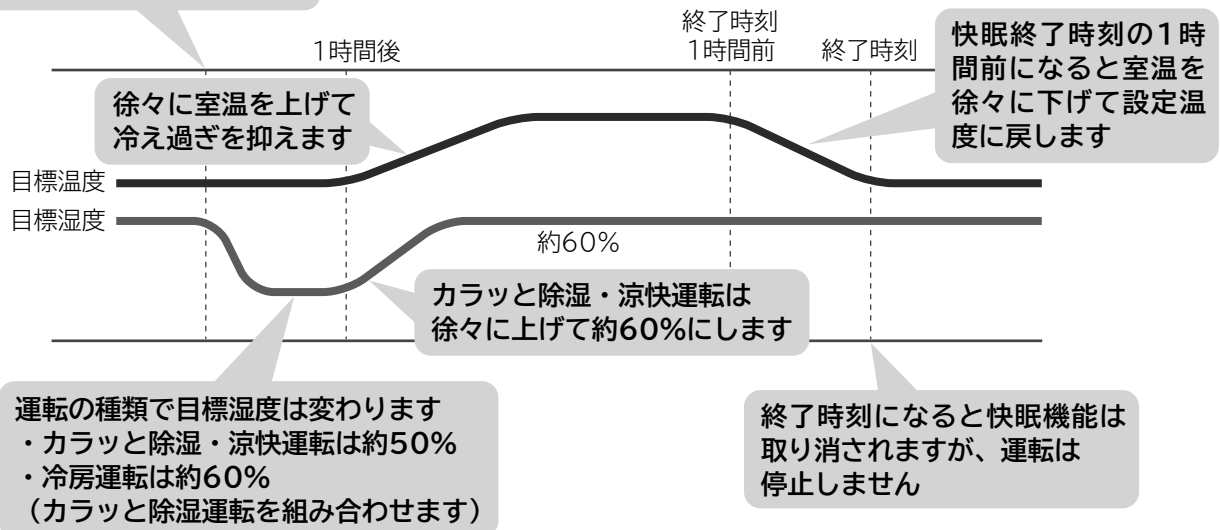 1時間後
終了時刻
1時間前
終了時刻
快眠終了時刻の1時
間前になると室温を
徐々に下げて設定温
度に戻します
徐々に室温を上げて
冷え過ぎを抑えます
目標温度
目標湿度
約60%
カラッと除湿・涼快運転は
徐々に上げて約60%にします
運転の種類で目標湿度は変わります
・カラッと除湿・涼快運転は約50%
・冷房運転は約60%
(カラッと除湿運転を組み合わせます)
終了時刻になると快眠機能は
取り消されますが、運転は
停止しません